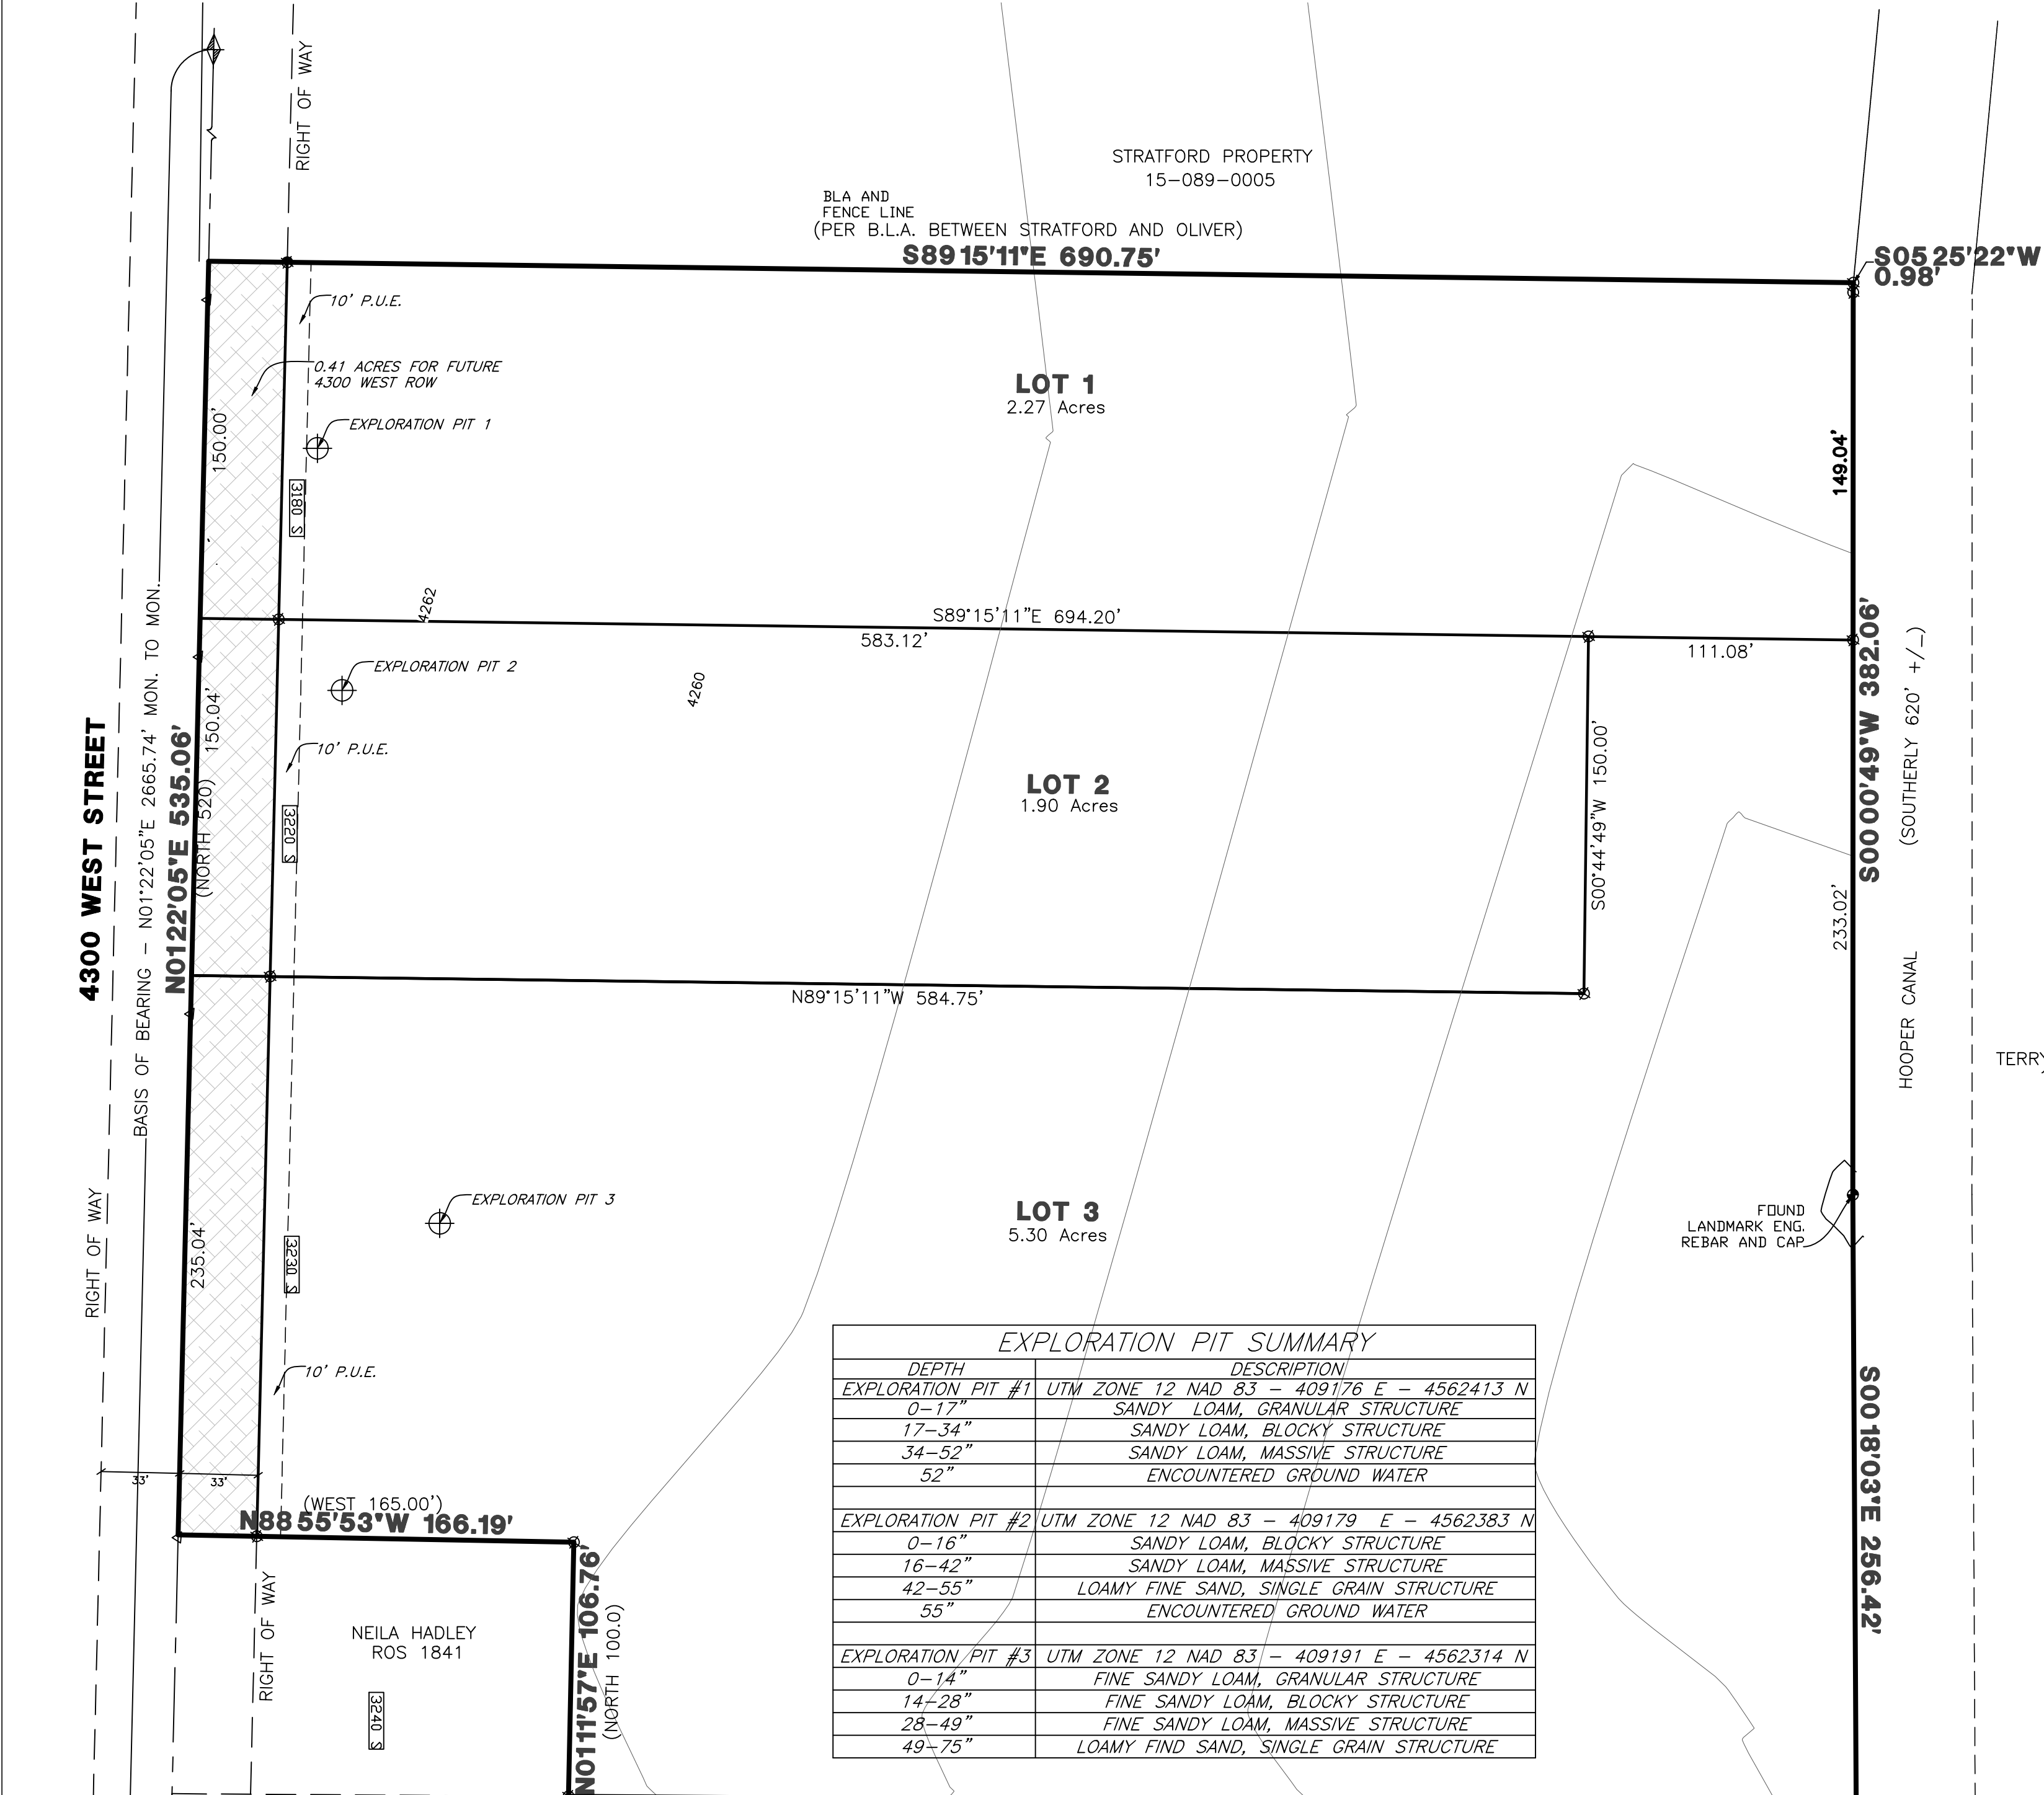 RIGHT OF WAY
STRATFORD PROPERTY
15-089-0005
BLA AND
FENCE LINE
(PER B.L.A. BETWEEN STRATFORD AND OLIVER)
S89 15'11"E 690.75'
S05 25'22"W
0.98'
10' P.U.E.
0.41 ACRES FOR FUTURE
4300 WEST ROW
EXPLORATION PIT 1
150.00'
3180 S
LOT 1
2.27 Acres
149.04'
4262
S89°15'11"E 694.20'
583.12'
111.08'
EXPLORATION PIT 2
4260
10' P.U.E.
150.04'
3220 S
LOT 2
1.90 Acres
S00°44'49"W 150.00'
4300 WEST STREET
BASIS OF BEARING - N01°22'05"E 2665.74' MON. TO MON.
N01 22'05"E 535.06'
(NORTH 520)
S00 00'49"W 382.06'
(SOUTHERLY 620' +/_)
233.02'
HOOPER CANAL
TERRY
N89°15'11"W 584.75'
EXPLORATION PIT 3
LOT 3
5.30 Acres
235.04'
3230 S
RIGHT OF WAY
10' P.U.E.
FOUND
LANDMARK ENG.
REBAR AND CAP
S00 18'03"E 256.42'
33'
33'
(WEST 165.00')
N88 55'53"W 166.19'
RIGHT OF WAY
NEILA HADLEY
ROS 1841
3240 S
N01 11'57"E 106.76'
(NORTH 100.0)
EXPLORATION PIT SUMMARY
DEPTH DESCRIPTION
EXPLORATION PIT #1 UTM ZONE 12 NAD 83 - 409176 E - 4562413 N
0-17" SANDY LOAM, GRANULAR STRUCTURE
17-34" SANDY LOAM, BLOCKY STRUCTURE
34-52" SANDY LOAM, MASSIVE STRUCTURE
52" ENCOUNTERED GROUND WATER
EXPLORATION PIT #2 UTM ZONE 12 NAD 83 - 409179 E - 4562383 N
0-16" SANDY LOAM, BLOCKY STRUCTURE
16-42" SANDY LOAM, MASSIVE STRUCTURE
42-55" LOAMY FINE SAND, SINGLE GRAIN STRUCTURE
55" ENCOUNTERED GROUND WATER
EXPLORATION PIT #3 UTM ZONE 12 NAD 83 - 409191 E - 4562314 N
0-14" FINE SANDY LOAM, GRANULAR STRUCTURE
14-28" FINE SANDY LOAM, BLOCKY STRUCTURE
28-49" FINE SANDY LOAM, MASSIVE STRUCTURE
49-75" LOAMY FIND SAND, SINGLE GRAIN STRUCTURE